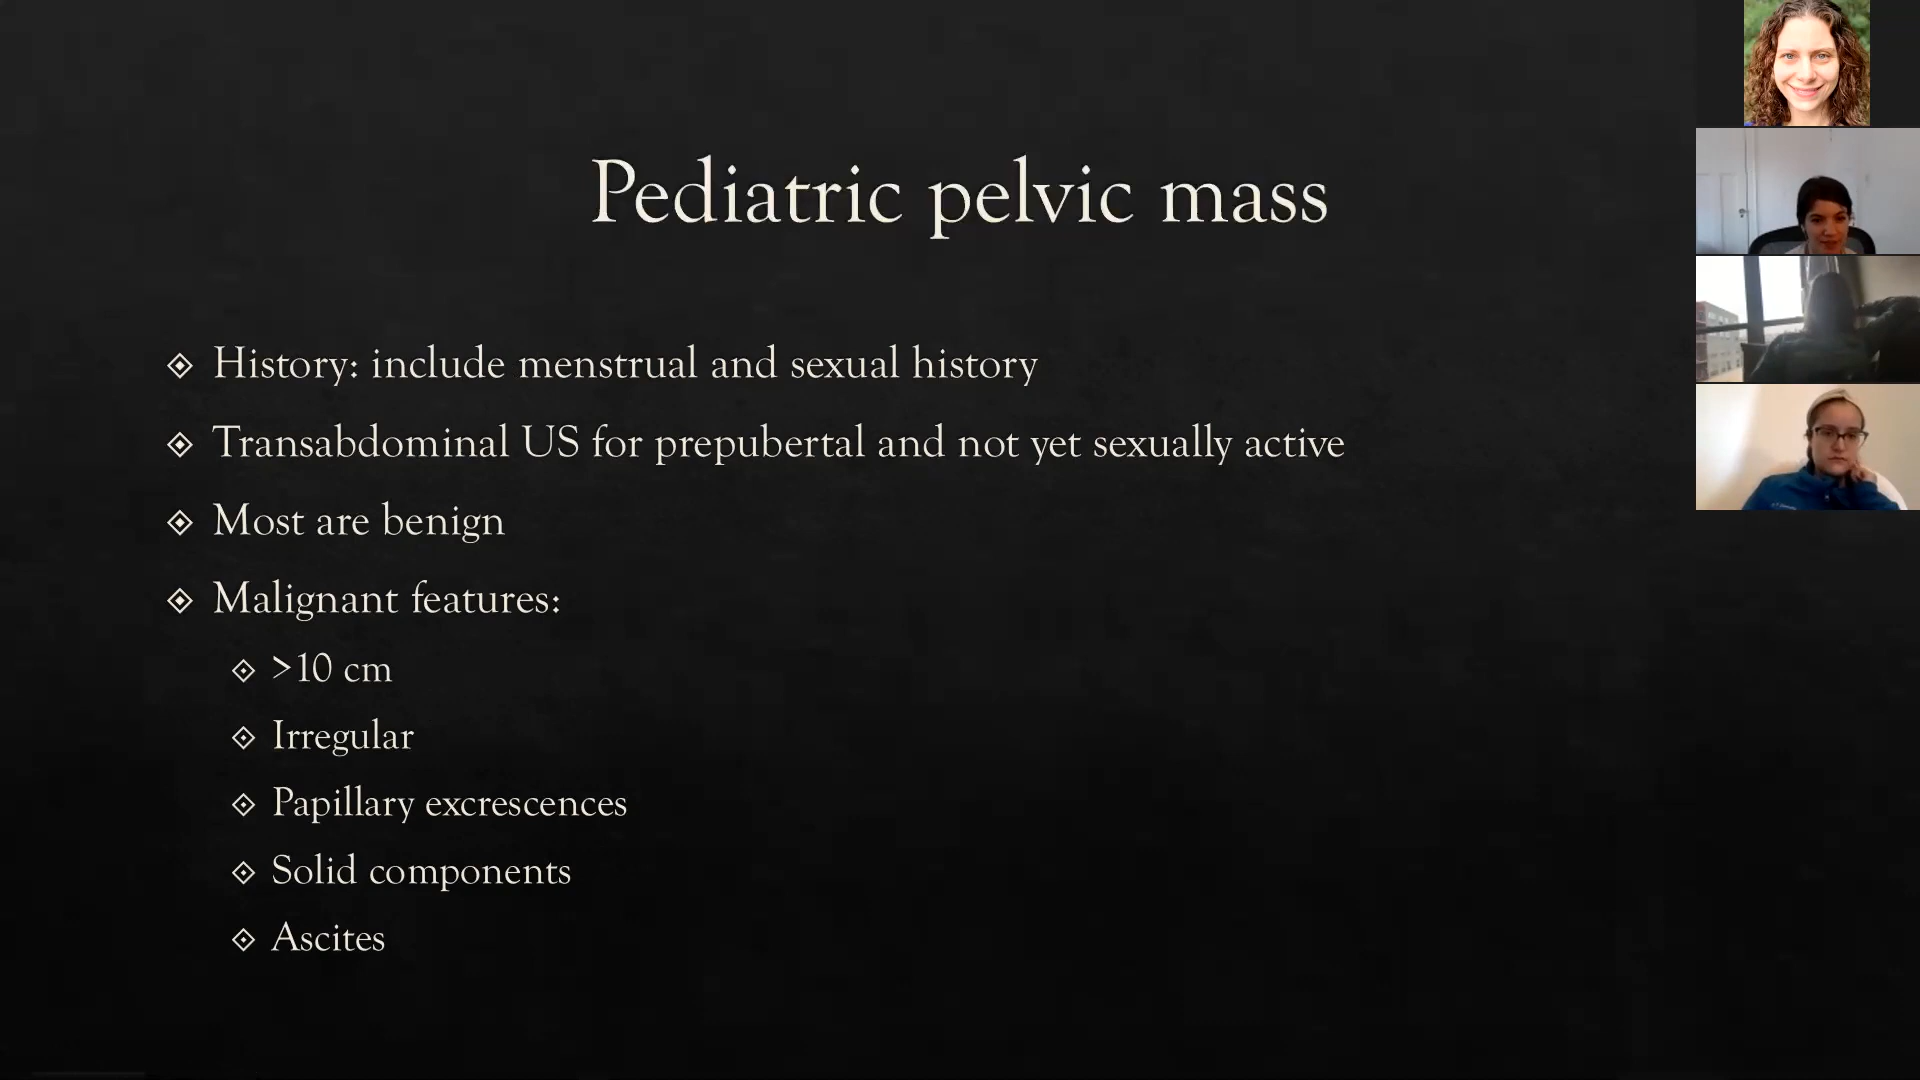 Pediatric pelvic mass
History: include menstrual and sexual history
Transabdominal US for prepubertal and not yet sexually active
Most are benign
Malignant features:
>10 cm
Irregular
Papillary excrescences
Solid components
Ascites